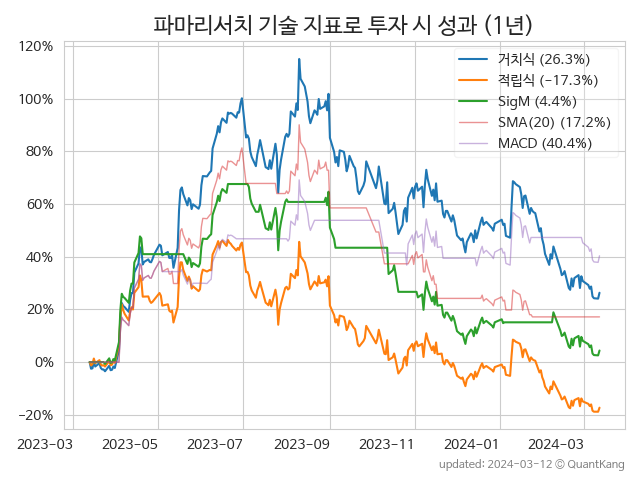 파마리서치 기술 지표로 투자 시 성과 (1년)
거치식 (26.3%)
적립식 (−17.3%)
SigM (4.4%)
SMA(20) (17.2%)
MACD (40.4%)
120%
100%
80%
60%
40%
20%
0%
−20%
2023-03 2023-05 2023-07 2023-09 2023-11 2024-01 2024-03
updated: 2024-03-12 © QuantKang